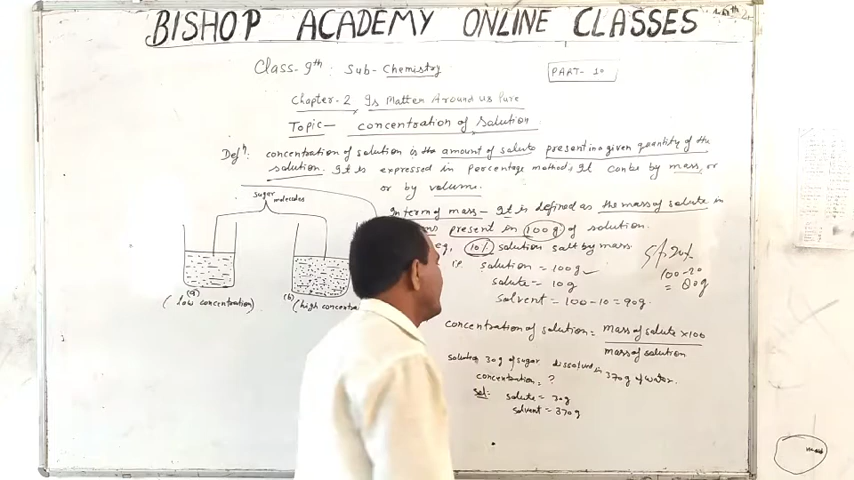 BISHOP ACADEMY ONLINE CLASSES
Class-9th: Sub-Chemistry
PART-10
Chapter-2 Is Matter Around us Pure
Topic- concentration of Solution
Defn: concentration of solution is the amount of solute present in a given quantity of the
solution. It is expressed in Percentage method. It can be by mass, or
or by volume.
Sugar
molecules
In term of mass- It is defined as the mass of solute in
present in 100g of solution.
eg, 10% solution salt by mass
i.e. solution = 100g
solute = 10g
solvent = 100-10 = 90g.
100-20
= 80g
(a)
(low concentration)
(b)
(high concentra
concentration of solution = mass of solute ×100
mass of solution
30g of sugar dissolved in 370g of water.
concentration = ?
Sol: solute = 30g
solvent = 370g